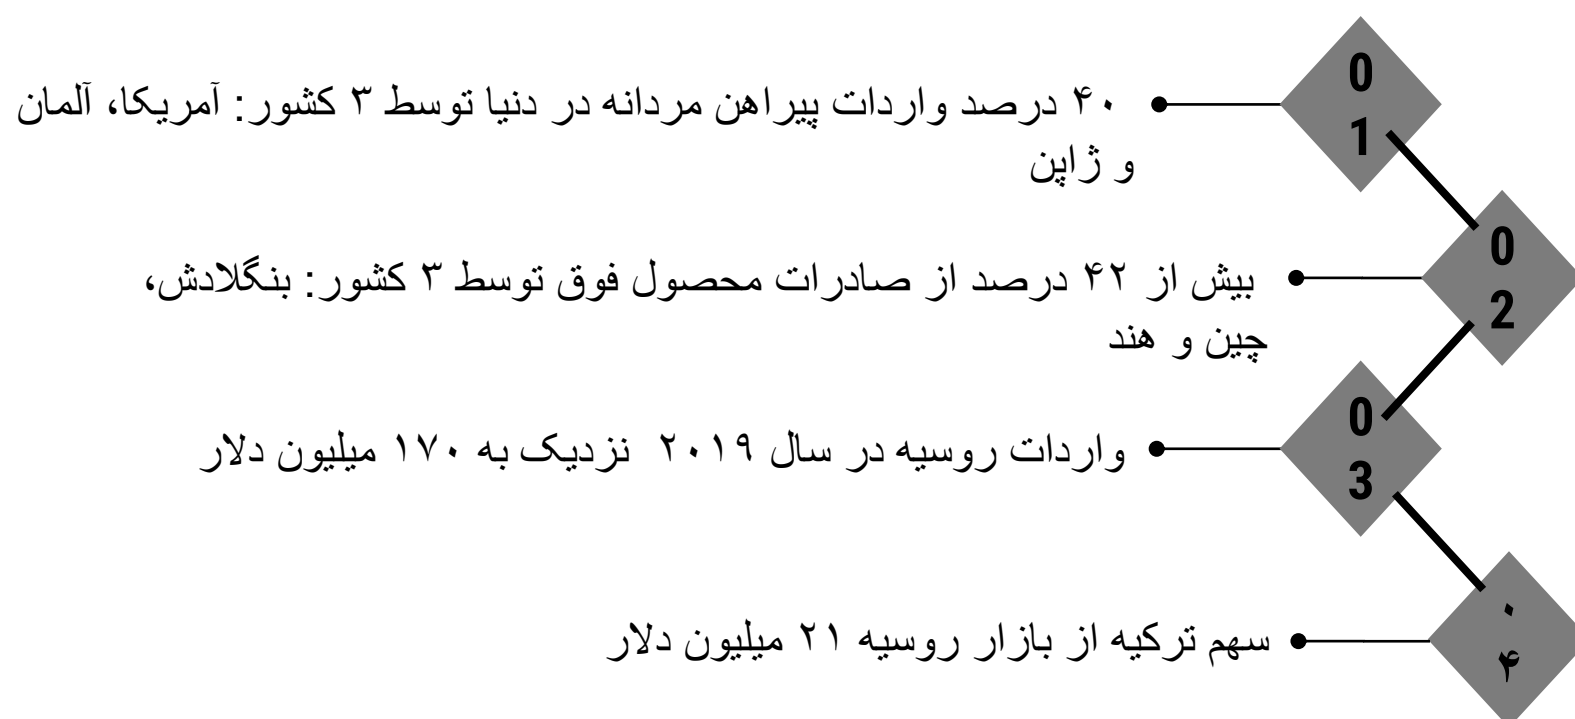 0
1
۴۰ درصد واردات پیراهن مردانه در دنیا توسط ۳ کشور: آمریکا، آلمان
و ژاپن
0
2
بیش از ۴۲ درصد از صادرات محصول فوق توسط ۳ کشور: بنگلادش،
چین و هند
0
3
واردات روسیه در سال ۲۰۱۹ نزدیک به ۱۷۰ میلیون دلار
۰
۴
سهم ترکیه از بازار روسیه ۲۱ میلیون دلار